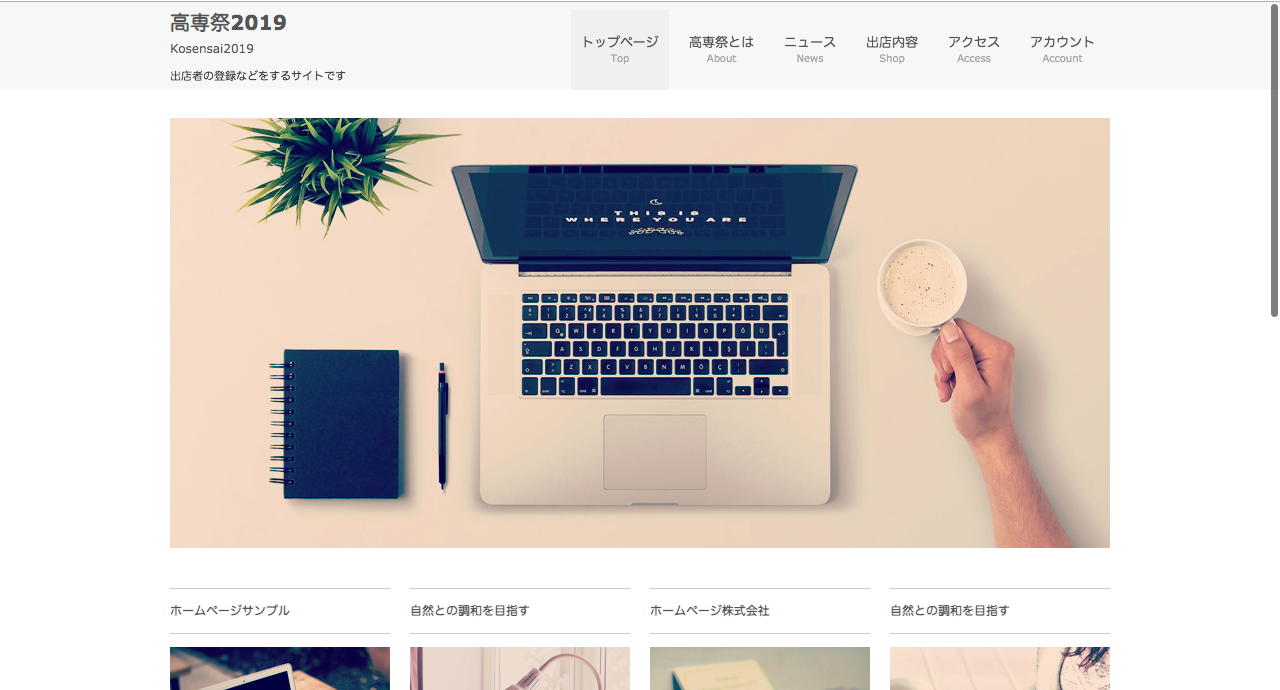 高専祭2019
Kosensai2019
出店者の登録などをするサイトです
トップページ
Top
高専祭とは
About
ニュース
News
出店内容
Shop
アクセス
Access
アカウント
Account
THIS IS
WHERE YOU ARE
Q W E R T Y U I O P Ğ Ü
A S D F G H J K L Ş İ
Z X C V B N M Ö Ç
ホームページサンプル
自然との調和を目指す
ホームページ株式会社
自然との調和を目指す